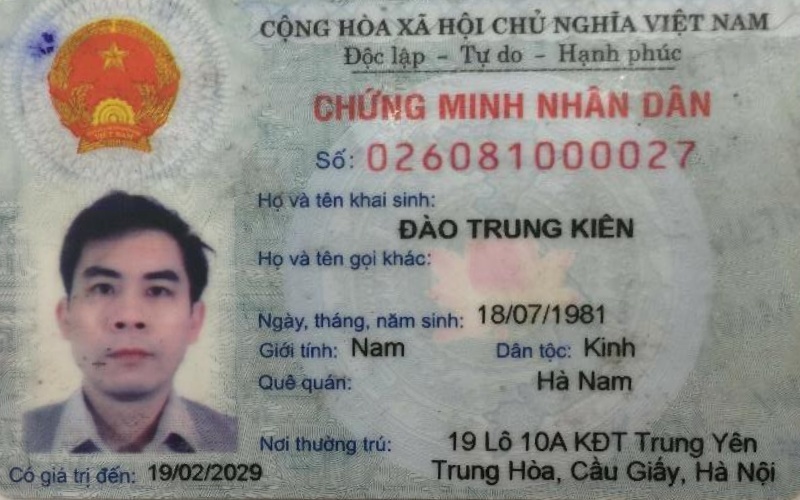 CỘNG HÒA XÃ HỘI CHỦ NGHĨA VIỆT NAM
Độc lập - Tự do - Hạnh phúc
CHỨNG MINH NHÂN DÂN
Số: 026081000027
Họ và tên khai sinh:
ĐÀO TRUNG KIÊN
Họ và tên gọi khác:
Ngày, tháng, năm sinh: 18/07/1981
Giới tính: Nam Dân tộc: Kinh
Quê quán: Hà Nam
Nơi thường trú: 19 Lô 10A KĐT Trung Yên
Trung Hòa, Cầu Giấy, Hà Nội
Có giá trị đến: 19/02/2029
VIỆT NAM